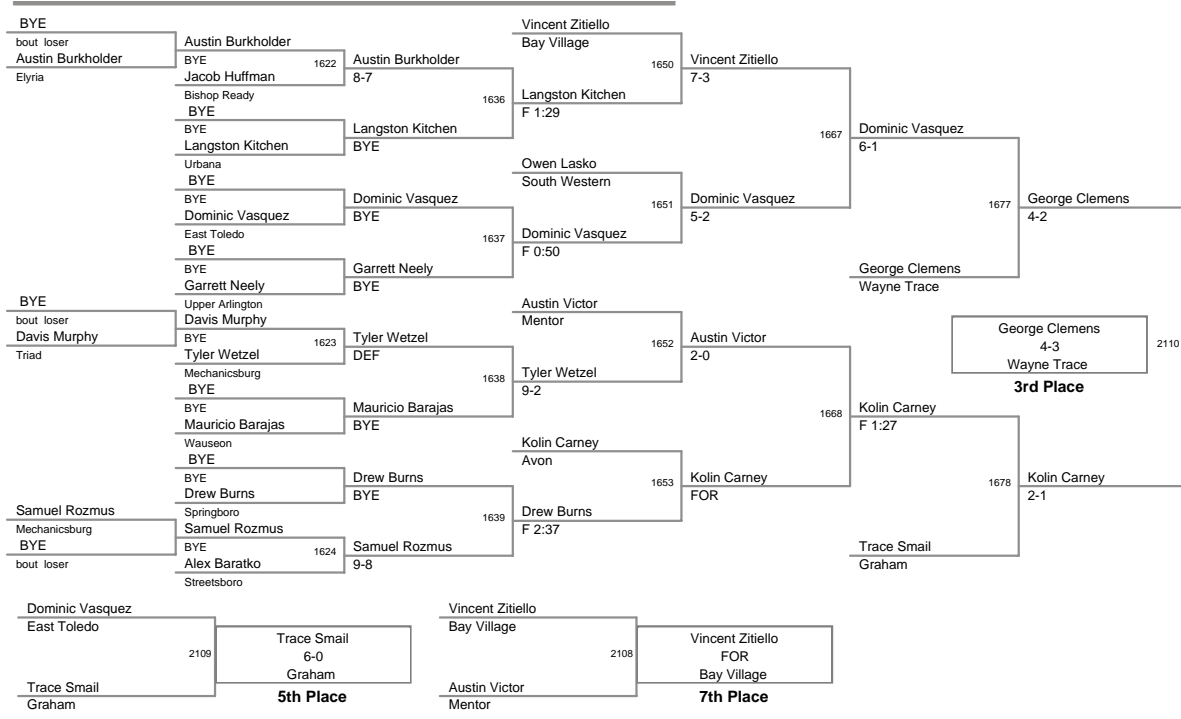 BYE
bout loser
Austin Burkholder
Elyria
BYE
bout loser
Davis Murphy
Triad
Samuel Rozmus
Mechanicsburg
BYE
bout loser
Austin Burkholder
BYE
1622
Jacob Huffman
Bishop Ready
BYE
BYE
Langston Kitchen
Urbana
BYE
BYE
Dominic Vasquez
East Toledo
BYE
BYE
Garrett Neely
Upper Arlington
Davis Murphy
BYE
1623
Tyler Wetzel
Mechanicsburg
BYE
BYE
Mauricio Barajas
Wauseon
BYE
BYE
Drew Burns
Springboro
Samuel Rozmus
BYE
1624
Alex Baratko
Streetsboro
Austin Burkholder
8-7
1636
Langston Kitchen
BYE
Dominic Vasquez
BYE
1637
Garrett Neely
BYE
Tyler Wetzel
DEF
1638
Mauricio Barajas
BYE
Drew Burns
BYE
1639
Samuel Rozmus
9-8
Vincent Zitiello
Bay Village
1650
Langston Kitchen
F 1:29
Owen Lasko
South Western
1651
Dominic Vasquez
F 0:50
Austin Victor
Mentor
1652
Tyler Wetzel
9-2
Kolin Carney
Avon
1653
Drew Burns
F 2:37
Vincent Zitiello
7-3
1667
Dominic Vasquez
5-2
Austin Victor
2-0
1668
Kolin Carney
FOR
Dominic Vasquez
6-1
1677
George Clemens
Wayne Trace
Kolin Carney
F 1:27
1678
Trace Smail
Graham
George Clemens
4-2
Kolin Carney
2-1
George Clemens
4-3
Wayne Trace
2110
3rd Place
Dominic Vasquez
East Toledo
2109
Trace Smail
Graham
Trace Smail
6-0
Graham
5th Place
Vincent Zitiello
Bay Village
2108
Austin Victor
Mentor
Vincent Zitiello
FOR
Bay Village
7th Place